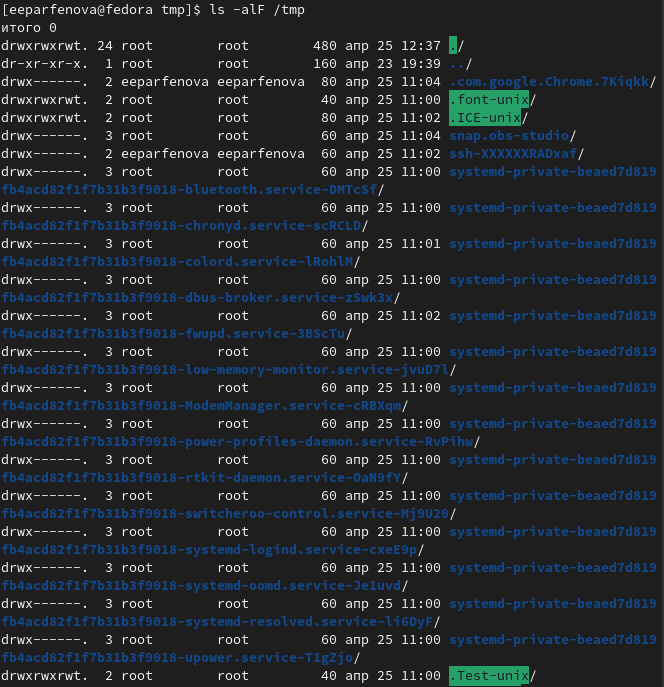 [eeparfenova@fedora tmp]$ ls -alF /tmp
итого 0
drwxrwxrwt. 24 root        root        480 апр 25 12:37 ./
dr-xr-xr-x.  1 root        root        160 апр 23 19:39 ../
drwx------.  2 eeparfenova eeparfenova  80 апр 25 11:04 .com.google.Chrome.7Kiqkk/
drwxrwxrwt.  2 root        root         40 апр 25 11:00 .font-unix/
drwxrwxrwt.  2 root        root         80 апр 25 11:02 .ICE-unix/
drwx------.  3 root        root         60 апр 25 11:04 snap.obs-studio/
drwx------.  2 eeparfenova eeparfenova  60 апр 25 11:02 ssh-XXXXXXRADxaf/
drwx------.  3 root        root         60 апр 25 11:00 systemd-private-beaed7d819
fb4acd82f1f7b31b3f9018-bluetooth.service-DMTcSf/
drwx------.  3 root        root         60 апр 25 11:00 systemd-private-beaed7d819
fb4acd82f1f7b31b3f9018-chronyd.service-scRCLD/
drwx------.  3 root        root         60 апр 25 11:01 systemd-private-beaed7d819
fb4acd82f1f7b31b3f9018-colord.service-lRohlM/
drwx------.  3 root        root         60 апр 25 11:00 systemd-private-beaed7d819
fb4acd82f1f7b31b3f9018-dbus-broker.service-zSwk3x/
drwx------.  3 root        root         60 апр 25 11:02 systemd-private-beaed7d819
fb4acd82f1f7b31b3f9018-fwupd.service-3BScTu/
drwx------.  3 root        root         60 апр 25 11:00 systemd-private-beaed7d819
fb4acd82f1f7b31b3f9018-low-memory-monitor.service-jvuD7l/
drwx------.  3 root        root         60 апр 25 11:00 systemd-private-beaed7d819
fb4acd82f1f7b31b3f9018-ModemManager.service-cRBXqm/
drwx------.  3 root        root         60 апр 25 11:00 systemd-private-beaed7d819
fb4acd82f1f7b31b3f9018-power-profiles-daemon.service-RvPihw/
drwx------.  3 root        root         60 апр 25 11:00 systemd-private-beaed7d819
fb4acd82f1f7b31b3f9018-rtkit-daemon.service-OaN9fY/
drwx------.  3 root        root         60 апр 25 11:00 systemd-private-beaed7d819
fb4acd82f1f7b31b3f9018-switcheroo-control.service-Mj9U20/
drwx------.  3 root        root         60 апр 25 11:00 systemd-private-beaed7d819
fb4acd82f1f7b31b3f9018-systemd-logind.service-cxeE9p/
drwx------.  3 root        root         60 апр 25 11:00 systemd-private-beaed7d819
fb4acd82f1f7b31b3f9018-systemd-oomd.service-Je1uvd/
drwx------.  3 root        root         60 апр 25 11:00 systemd-private-beaed7d819
fb4acd82f1f7b31b3f9018-systemd-resolved.service-li6DyF/
drwx------.  3 root        root         60 апр 25 11:00 systemd-private-beaed7d819
fb4acd82f1f7b31b3f9018-upower.service-T1gZjo/
drwxrwxrwt.  2 root        root         40 апр 25 11:00 .Test-unix/